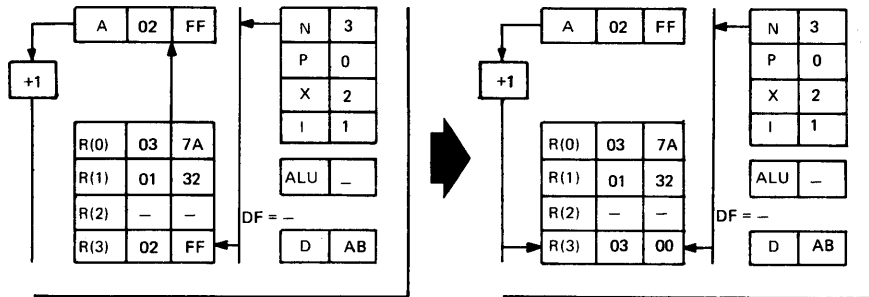 A 02 FF
+1
R(0) 03 7A
R(1) 01 32
R(2) – –
R(3) 02 FF
N 3
P 0
X 2
I 1
ALU –
DF = –
D AB
A 02 FF
+1
R(0) 03 7A
R(1) 01 32
R(2) – –
R(3) 03 00
N 3
P 0
X 2
I 1
ALU –
DF = –
D AB